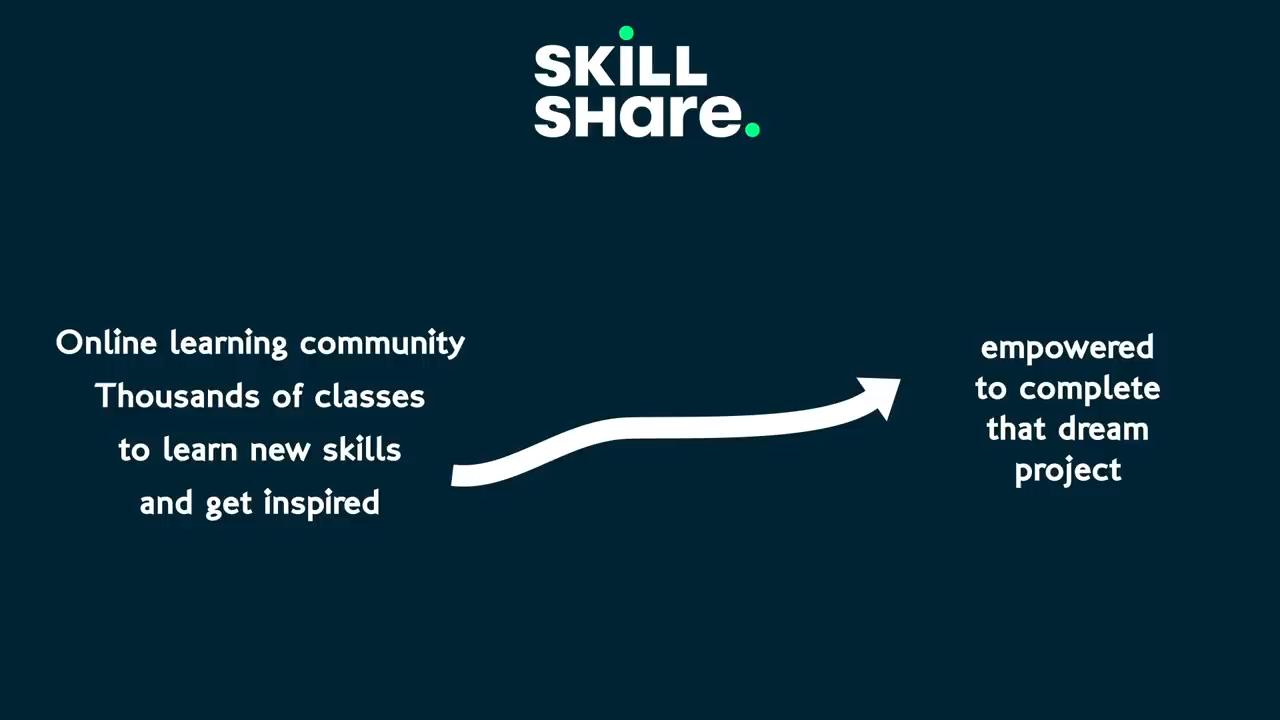 SKiLL
SHare.
Online learning community
Thousands of classes
to learn new skills
and get inspired
empowered
to complete
that dream
project